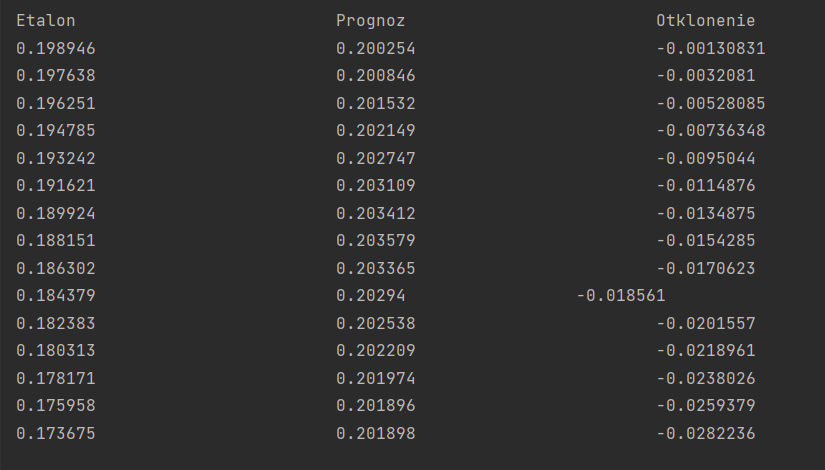 Etalon Prognoz Otklonenie
0.198946 0.200254 -0.00130831
0.197638 0.200846 -0.0032081
0.196251 0.201532 -0.00528085
0.194785 0.202149 -0.00736348
0.193242 0.202747 -0.0095044
0.191621 0.203109 -0.0114876
0.189924 0.203412 -0.0134875
0.188151 0.203579 -0.0154285
0.186302 0.203365 -0.0170623
0.184379 0.20294 -0.018561
0.182383 0.202538 -0.0201557
0.180313 0.202209 -0.0218961
0.178171 0.201974 -0.0238026
0.175958 0.201896 -0.0259379
0.173675 0.201898 -0.0282236